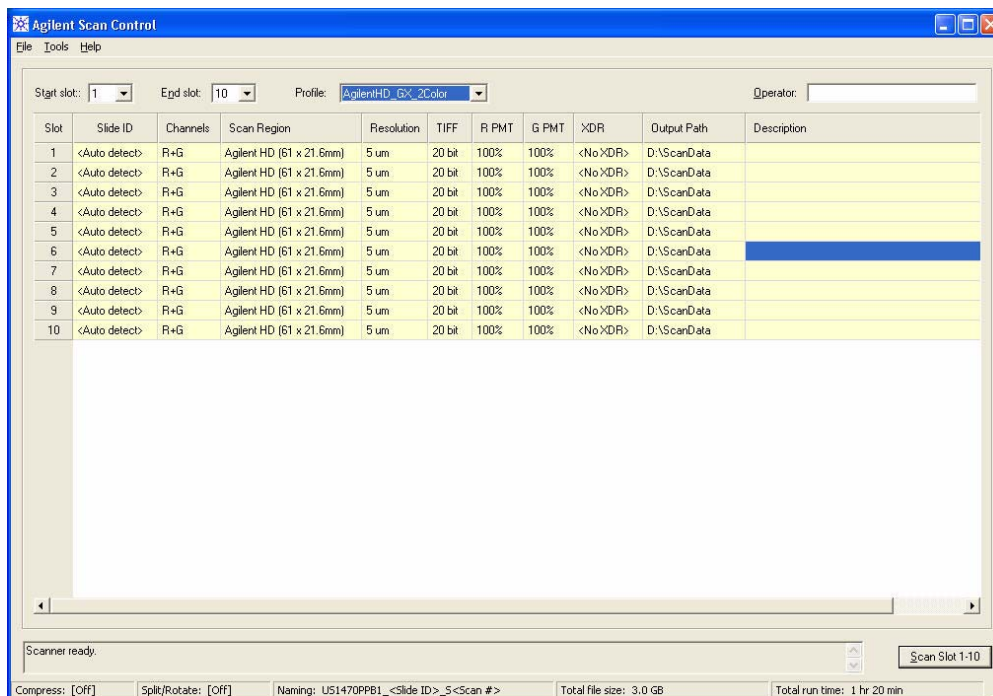 Agilent Scan Control
File Tools Help
Start slot:: 1 End slot: 10 Profile: AgilentHD_GX_2Color Operator:
Slot Slide ID Channels Scan Region Resolution TIFF R PMT G PMT XDR Output Path Description
1 <Auto detect> R+G Agilent HD (61 x 21.6mm) 5 um 20 bit 100% 100% <No XDR> D:\ScanData
2 <Auto detect> R+G Agilent HD (61 x 21.6mm) 5 um 20 bit 100% 100% <No XDR> D:\ScanData
3 <Auto detect> R+G Agilent HD (61 x 21.6mm) 5 um 20 bit 100% 100% <No XDR> D:\ScanData
4 <Auto detect> R+G Agilent HD (61 x 21.6mm) 5 um 20 bit 100% 100% <No XDR> D:\ScanData
5 <Auto detect> R+G Agilent HD (61 x 21.6mm) 5 um 20 bit 100% 100% <No XDR> D:\ScanData
6 <Auto detect> R+G Agilent HD (61 x 21.6mm) 5 um 20 bit 100% 100% <No XDR> D:\ScanData
7 <Auto detect> R+G Agilent HD (61 x 21.6mm) 5 um 20 bit 100% 100% <No XDR> D:\ScanData
8 <Auto detect> R+G Agilent HD (61 x 21.6mm) 5 um 20 bit 100% 100% <No XDR> D:\ScanData
9 <Auto detect> R+G Agilent HD (61 x 21.6mm) 5 um 20 bit 100% 100% <No XDR> D:\ScanData
10 <Auto detect> R+G Agilent HD (61 x 21.6mm) 5 um 20 bit 100% 100% <No XDR> D:\ScanData
Scanner ready.
Scan Slot 1-10
Compress: [Off] Split/Rotate: [Off] Naming: US1470PPB1_<Slide ID>_S<Scan #> Total file size: 3.0 GB Total run time: 1 hr 20 min